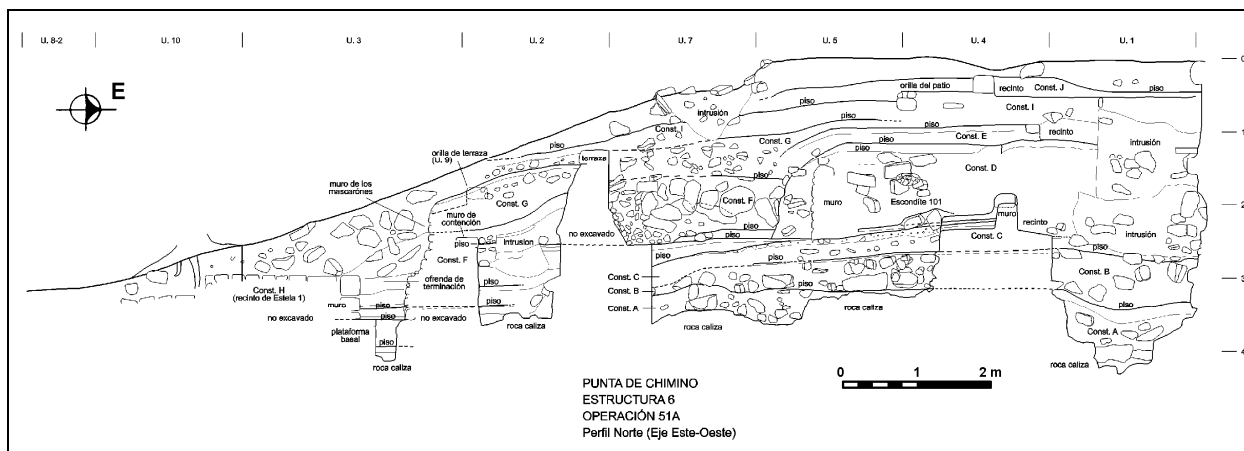 U. 8-2
U. 10
U. 3
U. 2
U. 7
U. 5
U. 4
U. 1
E
0
1
2
3
4
orilla del patio
recinto
Const. J
piso
intrusión
Const. I
Const. I
piso
piso
Const. G
piso
Const. E
recinto
orilla de terraza
(U. 9)
terraza
piso
piso
intrusión
Const. D
muro de los
mascarónes
Const. G
piso
Const. F
muro
Escondite 101
muro de
contención
piso
intrusión
no excavado
piso
muro
recinto
Const. C
intrusión
Const. F
piso
piso
Const. H
(recinto de Estela 1)
ofrenda de
terminación
piso
Const. C
Const. B
Const. A
piso
Const. B
muro
piso
piso
piso
piso
no excavado
no excavado
roca caliza
roca caliza
roca caliza
Const. A
plataforma
basal
piso
roca caliza
roca caliza
0 1 2 m
PUNTA DE CHIMINO
ESTRUCTURA 6
OPERACIÓN 51A
Perfil Norte (Eje Este-Oeste)